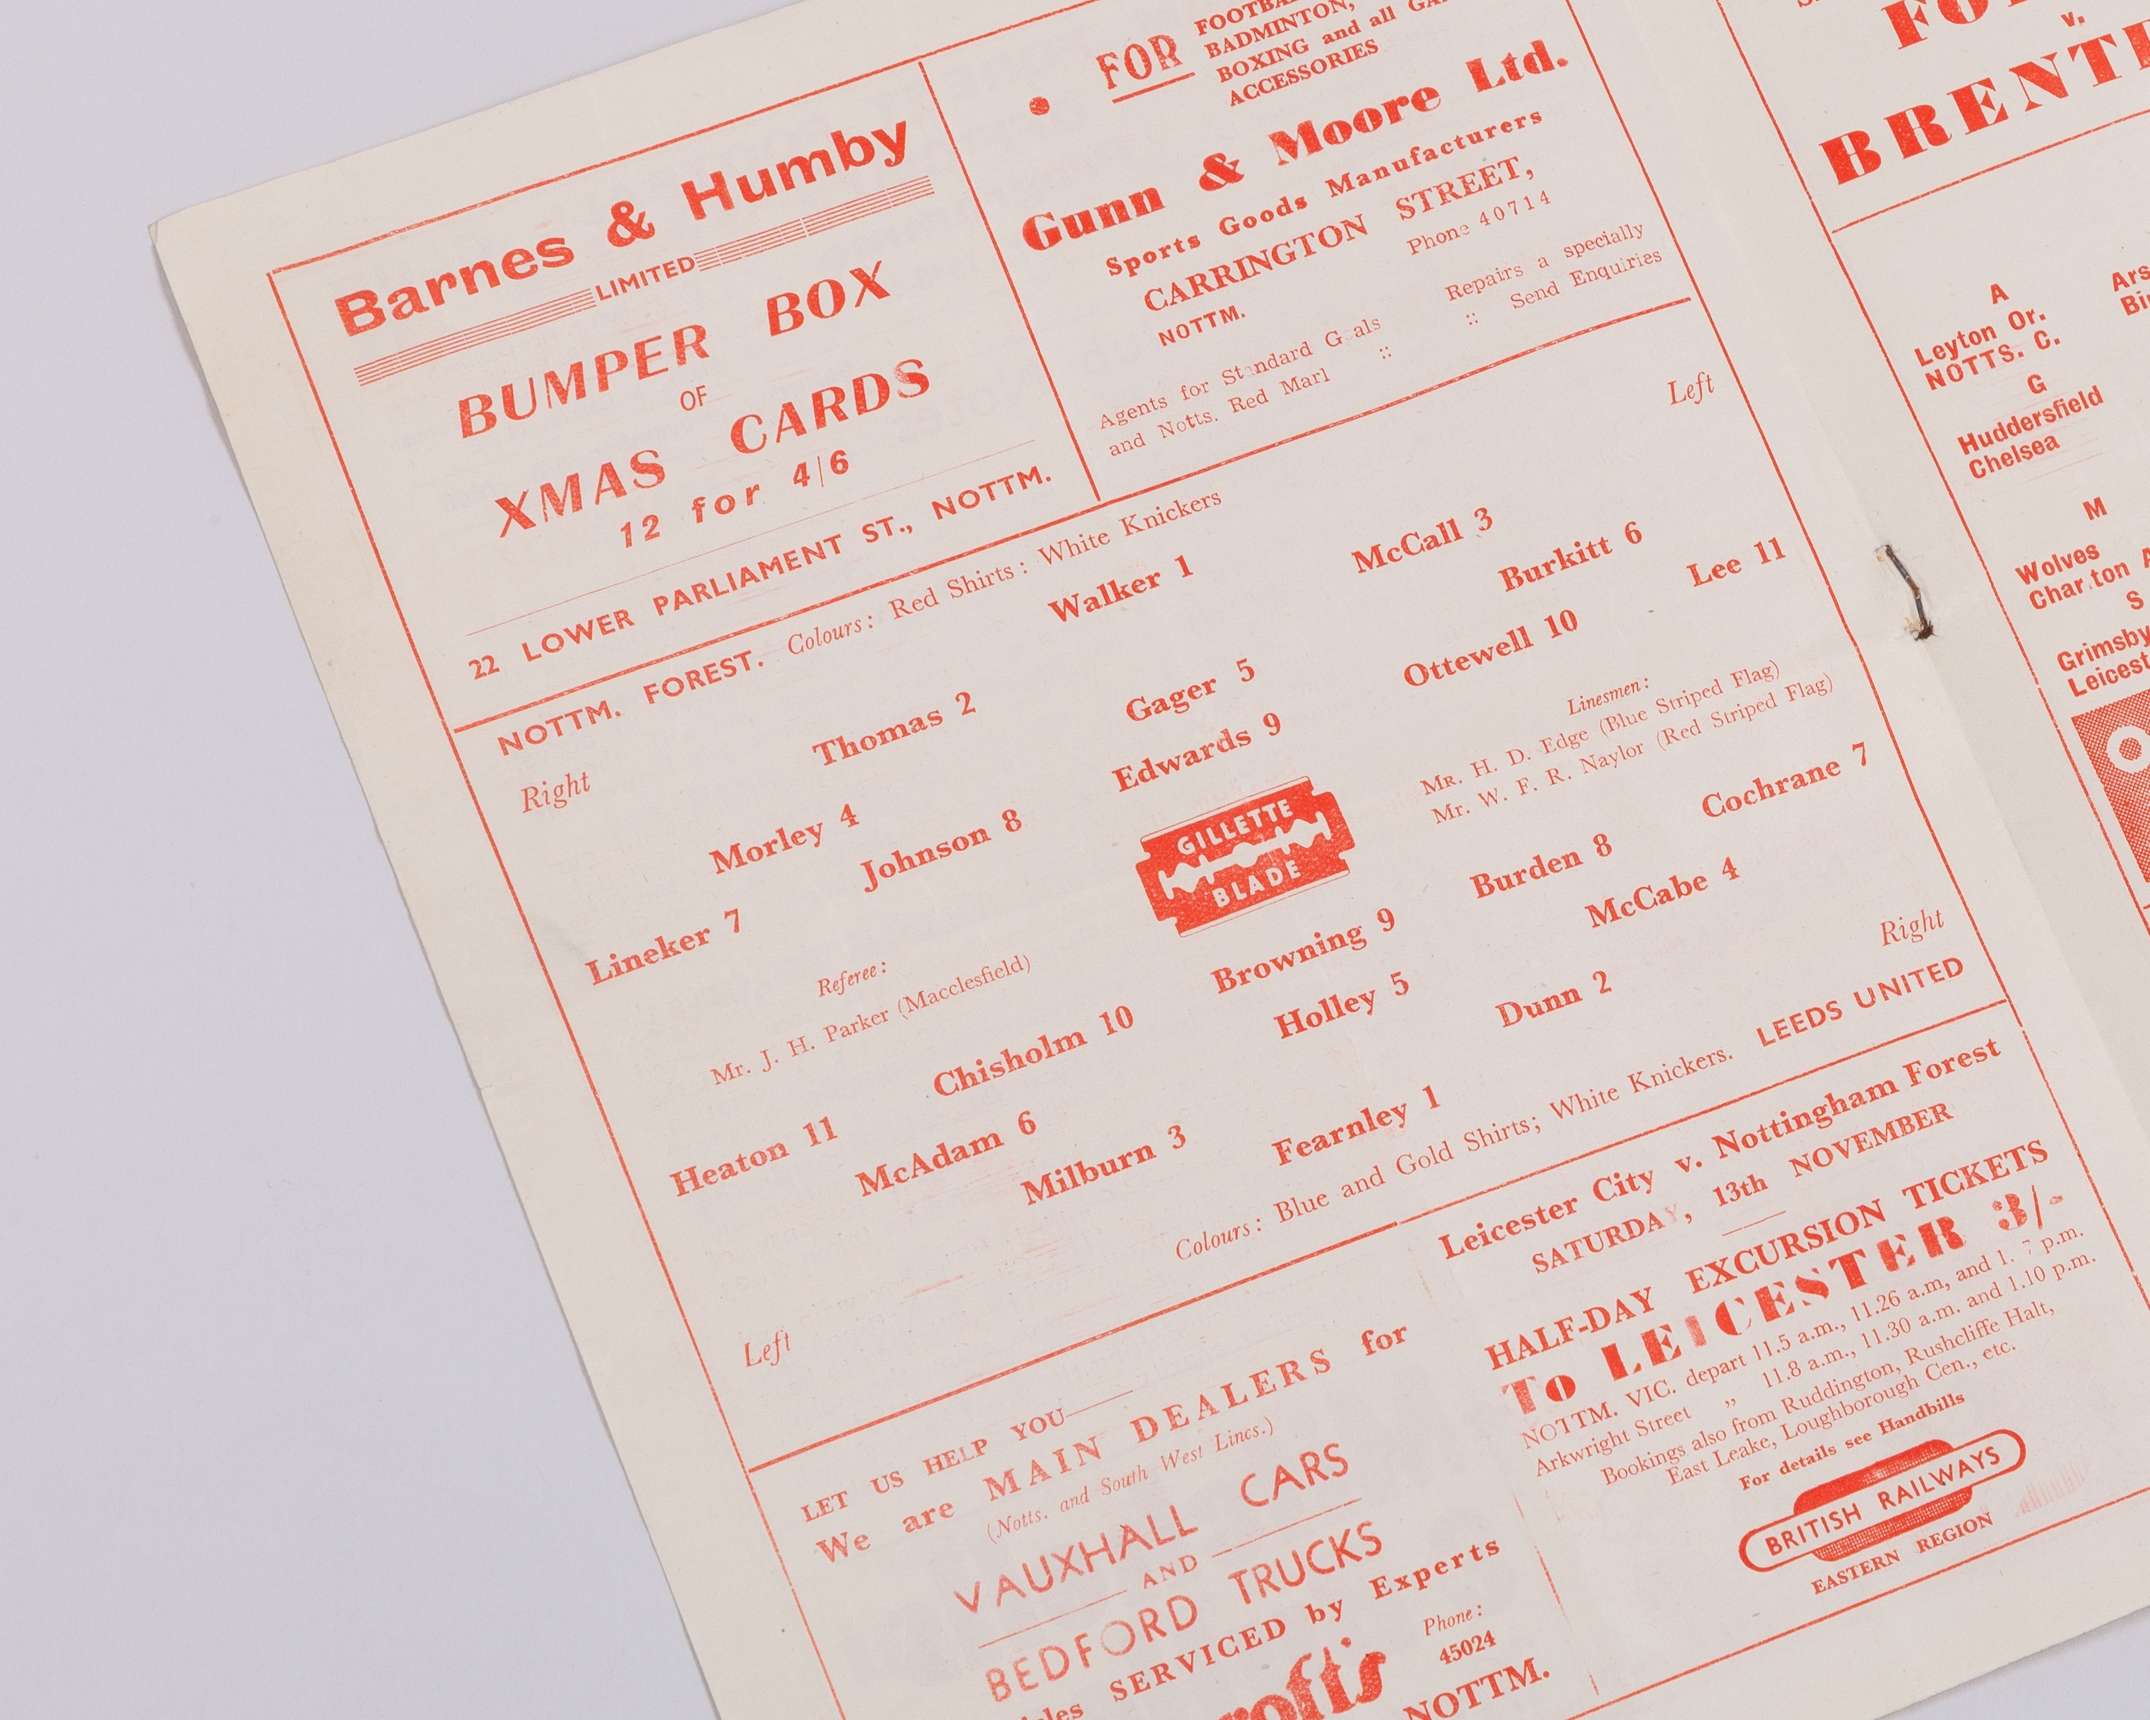 Barnes & Humby
LIMITED
BUMPER BOX
OF
XMAS CARDS
12 for 4/6
22 LOWER PARLIAMENT ST., NOTTM.
FOR
BADMINTON,
BOXING and all
ACCESSORIES
Gunn & Moore Ltd.
Sports Goods Manufacturers
CARRINGTON STREET,
NOTTM.
Phone 40714
Agents for Standard Goals
and Notts. Red Marl ::
Repairs a specially
:: Send Enquiries
NOTTM. FOREST. Colours: Red Shirts: White Knickers
Right
Left
Walker 1
Thomas 2
McCall 3
Morley 4
Gager 5
Burkitt 6
Lineker 7
Johnson 8
Edwards 9
Ottewell 10
Lee 11
Referee:
Mr. J. H. Parker (Macclesfield)
GILLETTE
BLADE
Linesmen:
Mr. H. D. Edge (Blue Striped Flag)
Mr. W. F. R. Naylor (Red Striped Flag)
Heaton 11
Chisholm 10
Browning 9
Burden 8
Cochrane 7
McAdam 6
Holley 5
McCabe 4
Milburn 3
Dunn 2
Fearnley 1
Left
Right
Colours: Blue and Gold Shirts; White Knickers. LEEDS UNITED
LET US HELP YOU
We are MAIN DEALERS for
(Notts. and South West Lincs.)
VAUXHALL CARS
AND
BEDFORD TRUCKS
SERVICED by Experts
Phone:
45024
NOTTM.
Leicester City v. Nottingham Forest
SATURDAY, 13th NOVEMBER
HALF-DAY EXCURSION TICKETS
To LEICESTER 3/-
NOTTM. VIC. depart 11.5 a.m., 11.26 a.m, and p.m.
Arkwright Street ,, 11.8 a.m., 11.30 a.m. and 1.10 p.m.
Bookings also from Ruddington, Rushcliffe Halt,
East Leake, Loughborough Cen., etc.
For details see Handbills
BRITISH RAILWAYS
EASTERN REGION
v.
A
Leyton Or.
NOTTS. C.
G
Huddersfield
Chelsea
M
Wolves
Charlton A
S
Grimsby